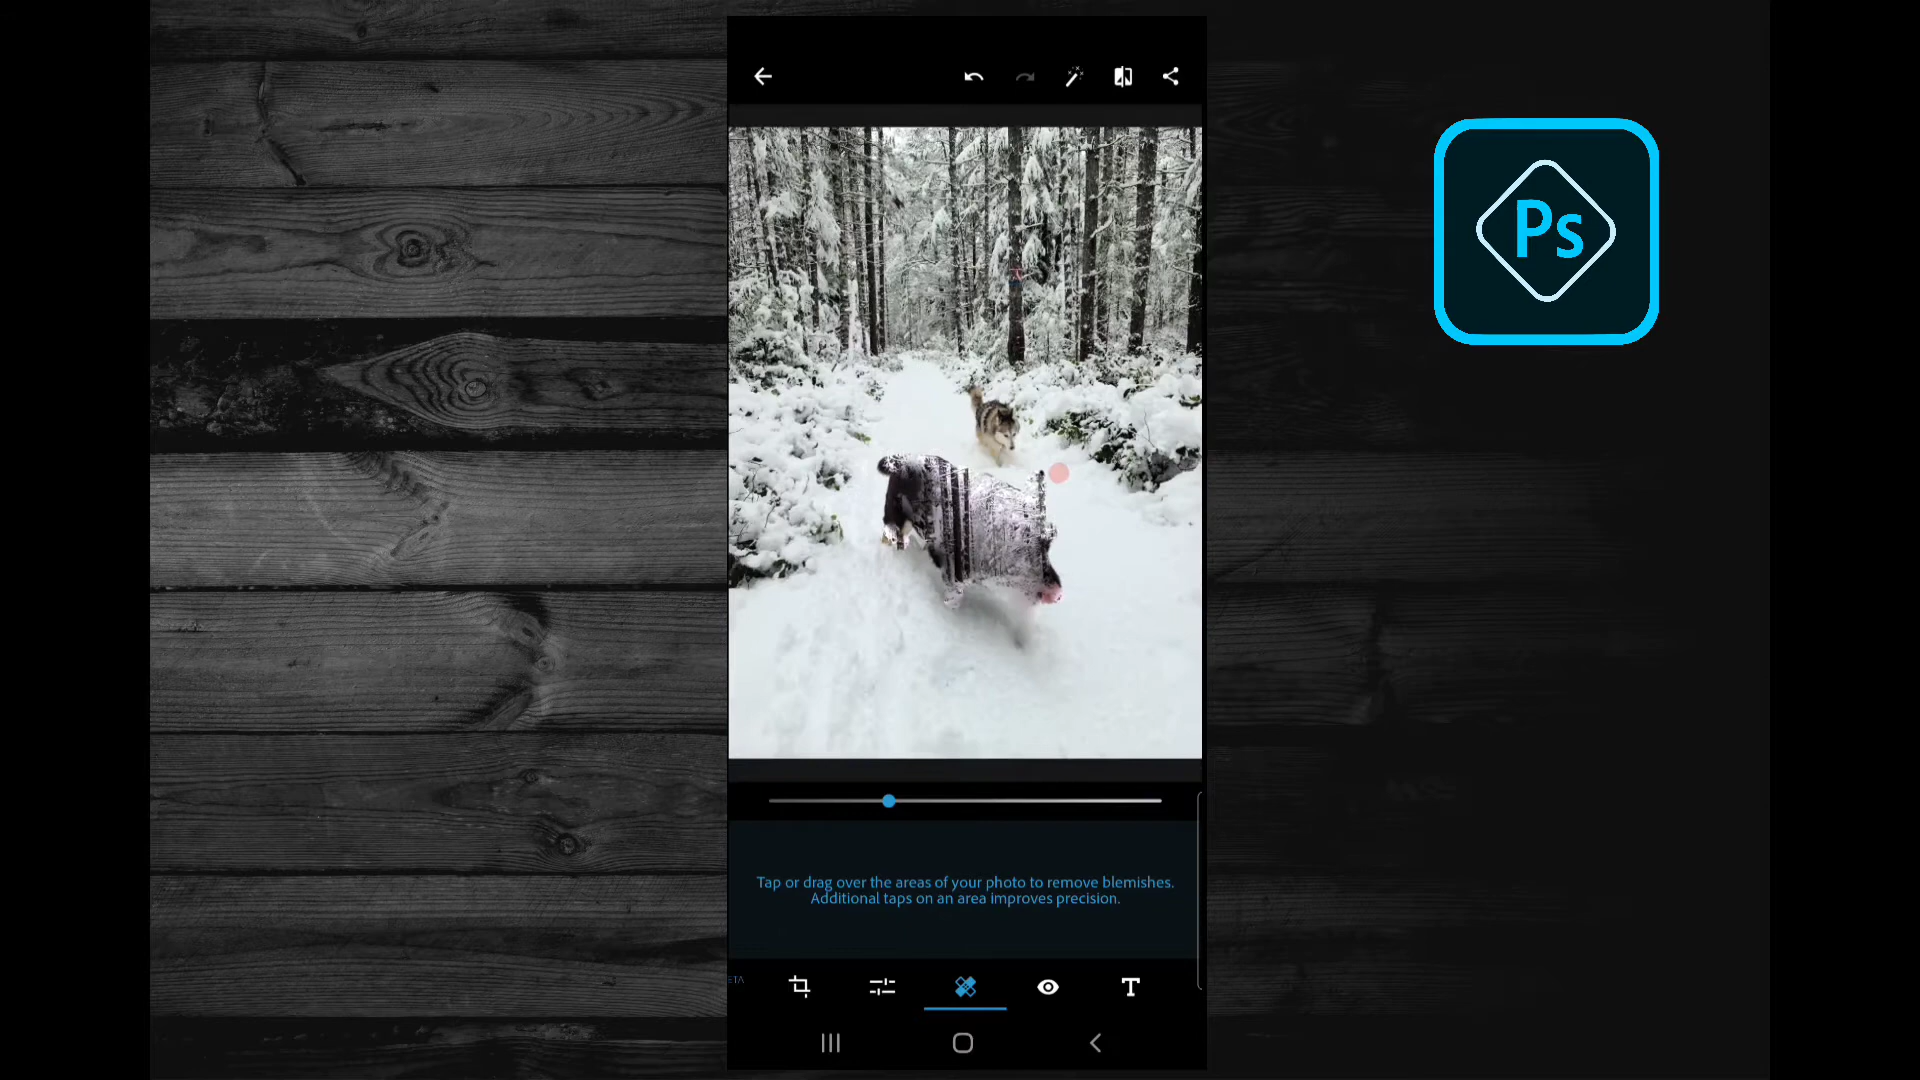 Ps
Tap or drag over the areas of your photo to remove blemishes.
Additional taps on an area improves precision.
ETA
T